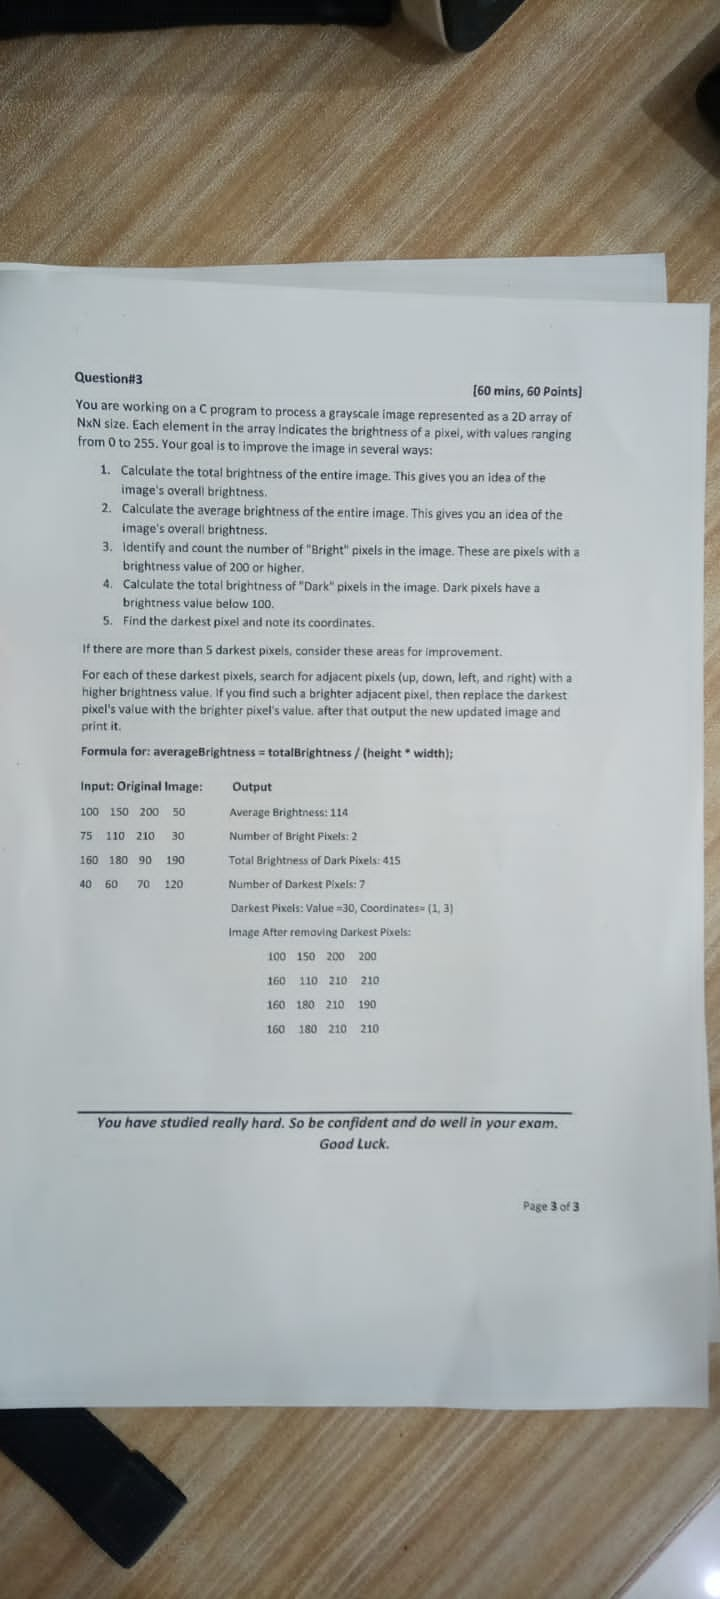 Question#3
[60 mins, 60 Points]
You are working on a C program to process a grayscale image represented as a 2D array of
NxN size. Each element in the array indicates the brightness of a pixel, with values ranging
from 0 to 255. Your goal is to improve the image in several ways:
1. Calculate the total brightness of the entire image. This gives you an idea of the
image's overall brightness.
2. Calculate the average brightness of the entire image. This gives you an idea of the
image's overall brightness.
3. Identify and count the number of "Bright" pixels in the image. These are pixels with a
brightness value of 200 or higher.
4. Calculate the total brightness of "Dark" pixels in the image. Dark pixels have a
brightness value below 100.
5. Find the darkest pixel and note its coordinates.
If there are more than 5 darkest pixels, consider these areas for improvement.
For each of these darkest pixels, search for adjacent pixels (up, down, left, and right) with a
higher brightness value. If you find such a brighter adjacent pixel, then replace the darkest
pixel's value with the brighter pixel's value. after that output the new updated image and
print it.
Formula for: averageBrightness = totalBrightness / (height * width);
Input: Original Image: Output
100 150 200 50 Average Brightness: 114
75 110 210 30 Number of Bright Pixels: 2
160 180 90 190 Total Brightness of Dark Pixels: 415
40 60 70 120 Number of Darkest Pixels: 7
Darkest Pixels: Value =30, Coordinates= (1, 3)
Image After removing Darkest Pixels:
100 150 200 200
160 110 210 210
160 180 210 190
160 180 210 210
You have studied really hard. So be confident and do well in your exam.
Good Luck.
Page 3 of 3